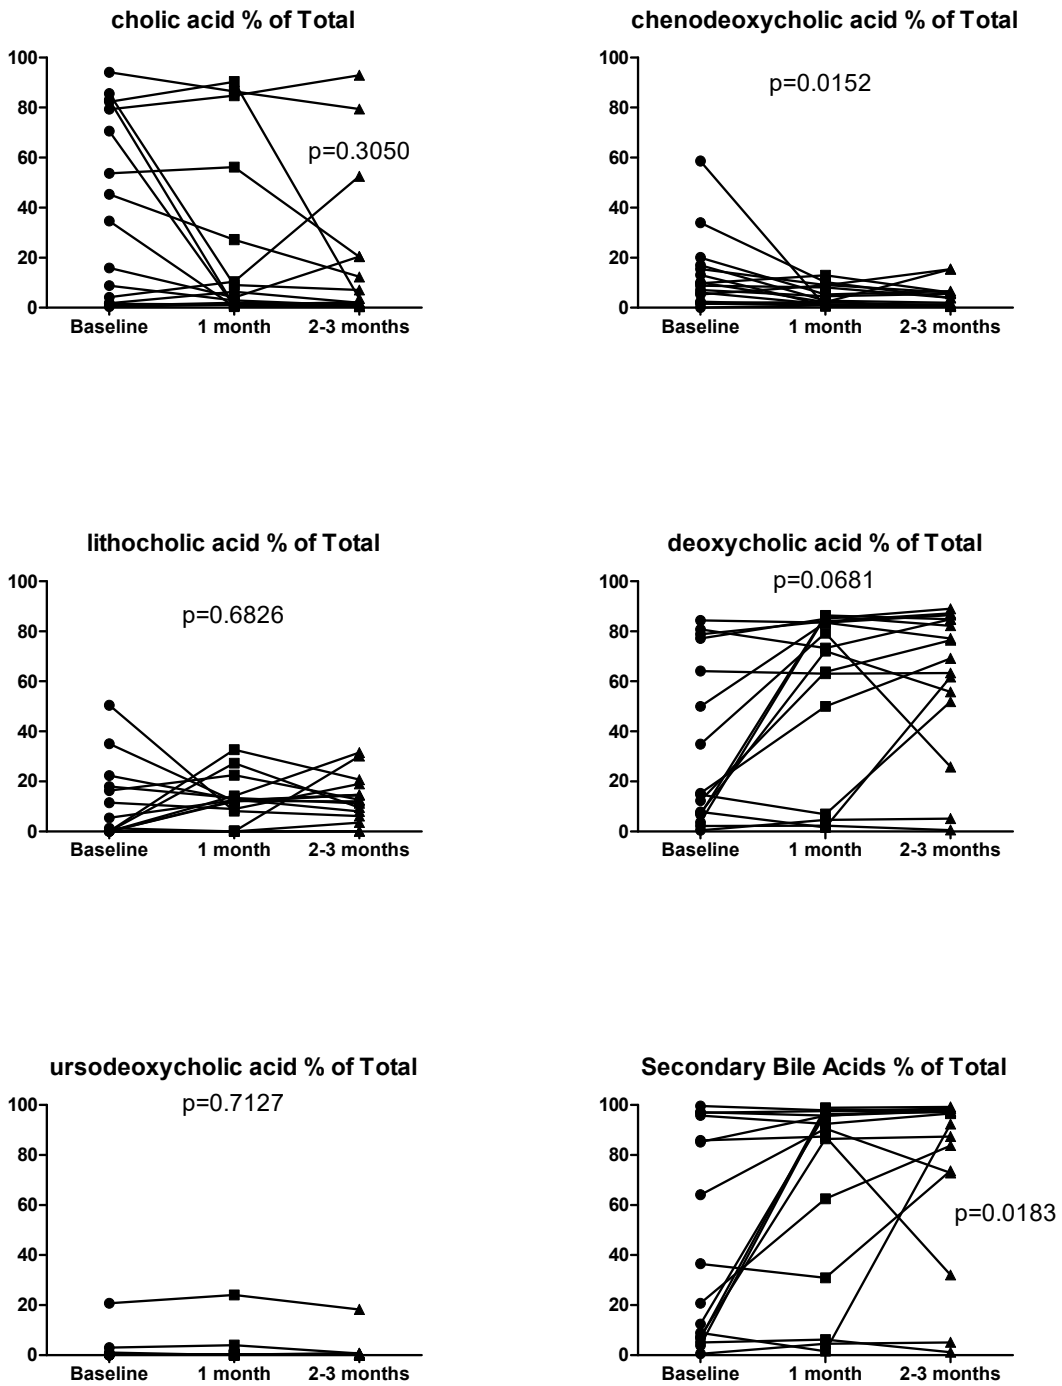 cholic acid % of Total
100
80
60
40
20
0
p=0.3050
Baseline 1 month 2-3 months
chenodeoxycholic acid % of Total
100
80
60
40
20
0
p=0.0152
Baseline 1 month 2-3 months
lithocholic acid % of Total
100
80
60
40
20
0
p=0.6826
Baseline 1 month 2-3 months
deoxycholic acid % of Total
100
80
60
40
20
0
p=0.0681
Baseline 1 month 2-3 months
ursodeoxycholic acid % of Total
100
80
60
40
20
0
p=0.7127
Baseline 1 month 2-3 months
Secondary Bile Acids % of Total
100
80
60
40
20
0
p=0.0183
Baseline 1 month 2-3 months